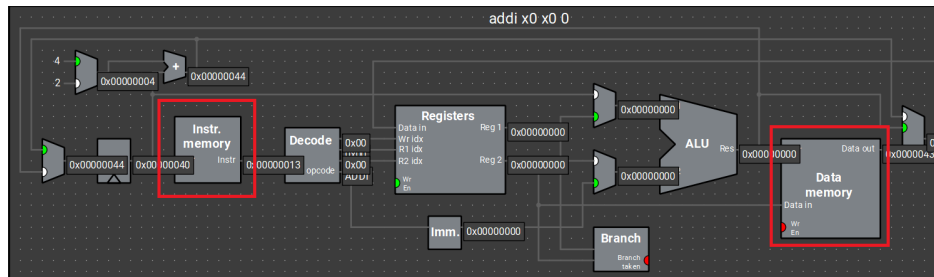 addi x0 x0 0
4
2
0x00000004
+
0x00000044
0x00000044
0x00000040
Instr.
memory
Instr
0x00000013
Decode
opcode
0x00
0x00
ADDI
Registers
Data in
Wr idx
R1 idx
R2 idx
Wr
En
Reg 1
Reg 2
0x00000000
0x00000000
Imm.
0x00000000
0x00000000
0x00000000
ALU
Res
0x00000000
Branch
Branch
taken
Data
memory
Data out
Data in
Wr
En